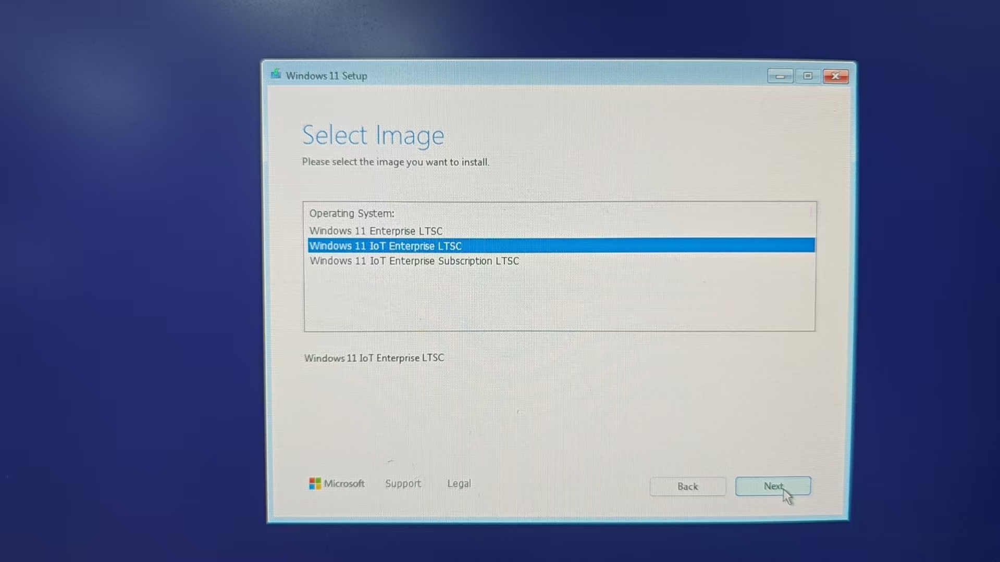 Windows 11 Setup
Select Image
Please select the image you want to install.
Operating System:
Windows 11 Enterprise LTSC
Windows 11 IoT Enterprise LTSC
Windows 11 IoT Enterprise Subscription LTSC
Windows 11 IoT Enterprise LTSC
Microsoft Support Legal Back Next